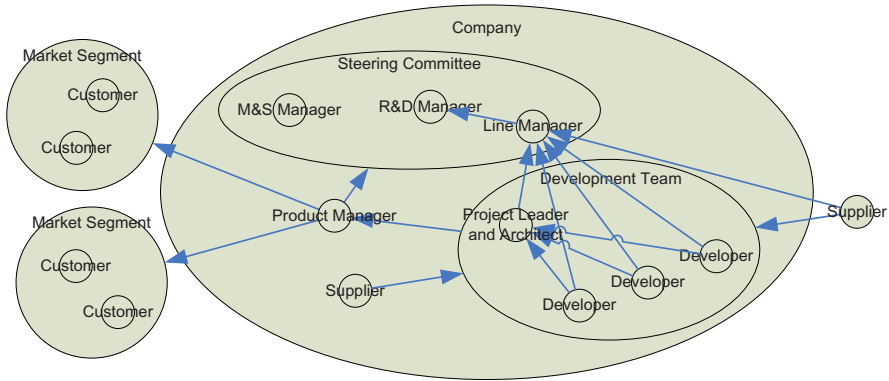 Company
Market Segment
Steering Committee
Customer
M&S Manager
R&D Manager
Line Manager
Customer
Development Team
Market Segment
Product Manager
Project Leader
and Architect
Supplier
Customer
Developer
Supplier
Developer
Customer
Developer